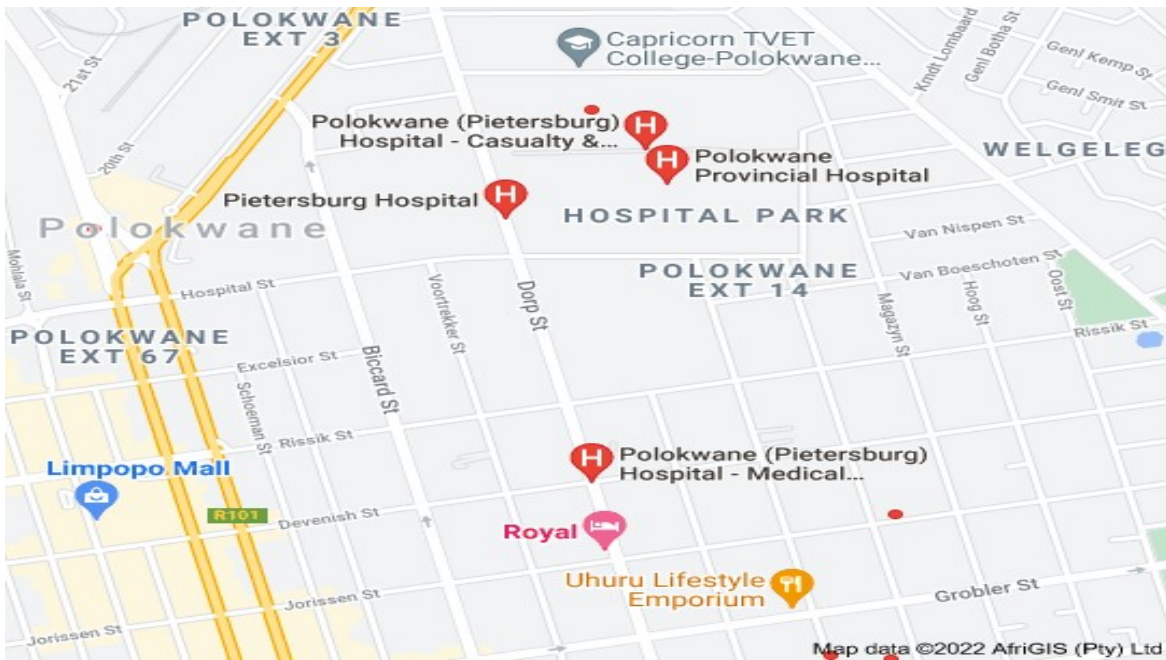 POLOKWANE
EXT 3
Capricorn TVET
College-Polokwane...
Kmdt Lombaard
Genl Botha St
Genl Kemp St
Genl Smit St
21st St
20th St
Polokwane (Pietersburg)
Hospital - Casualty &...
Polokwane
Provincial Hospital
WELGELEG
Pietersburg Hospital
HOSPITAL PARK
Polokwane
Van Nispen St
Mohlala St
Hospital St
Voortrekker St
Dorp St
POLOKWANE
EXT 14
Van Boeschoten St
Magazyn St
Hoog St
Oost St
Rissik St
POLOKWANE
EXT 67
Excelsior St
Schoeman St
Biccard St
Rissik St
Limpopo Mall
Polokwane (Pietersburg)
Hospital - Medical...
R101
Devenish St
Royal
Uhuru Lifestyle
Emporium
Grobler St
Jorissen St
Jorissen St
Map data ©2022 AfriGIS (Pty) Ltd